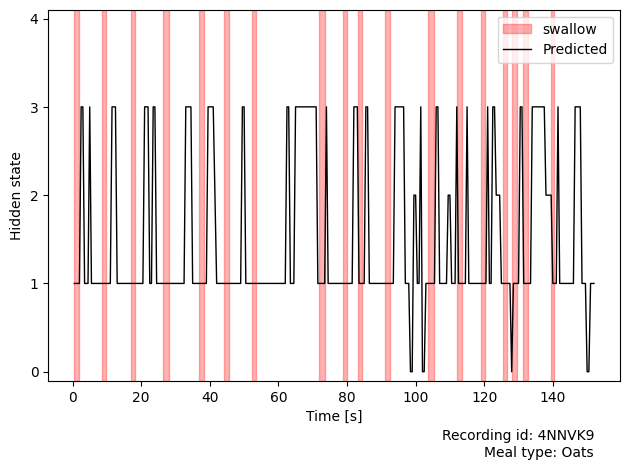 4
3
2
1
0
Hidden state
swallow
Predicted
0 20 40 60 80 100 120 140
Time [s]
Recording id: 4NNVK9
Meal type: Oats